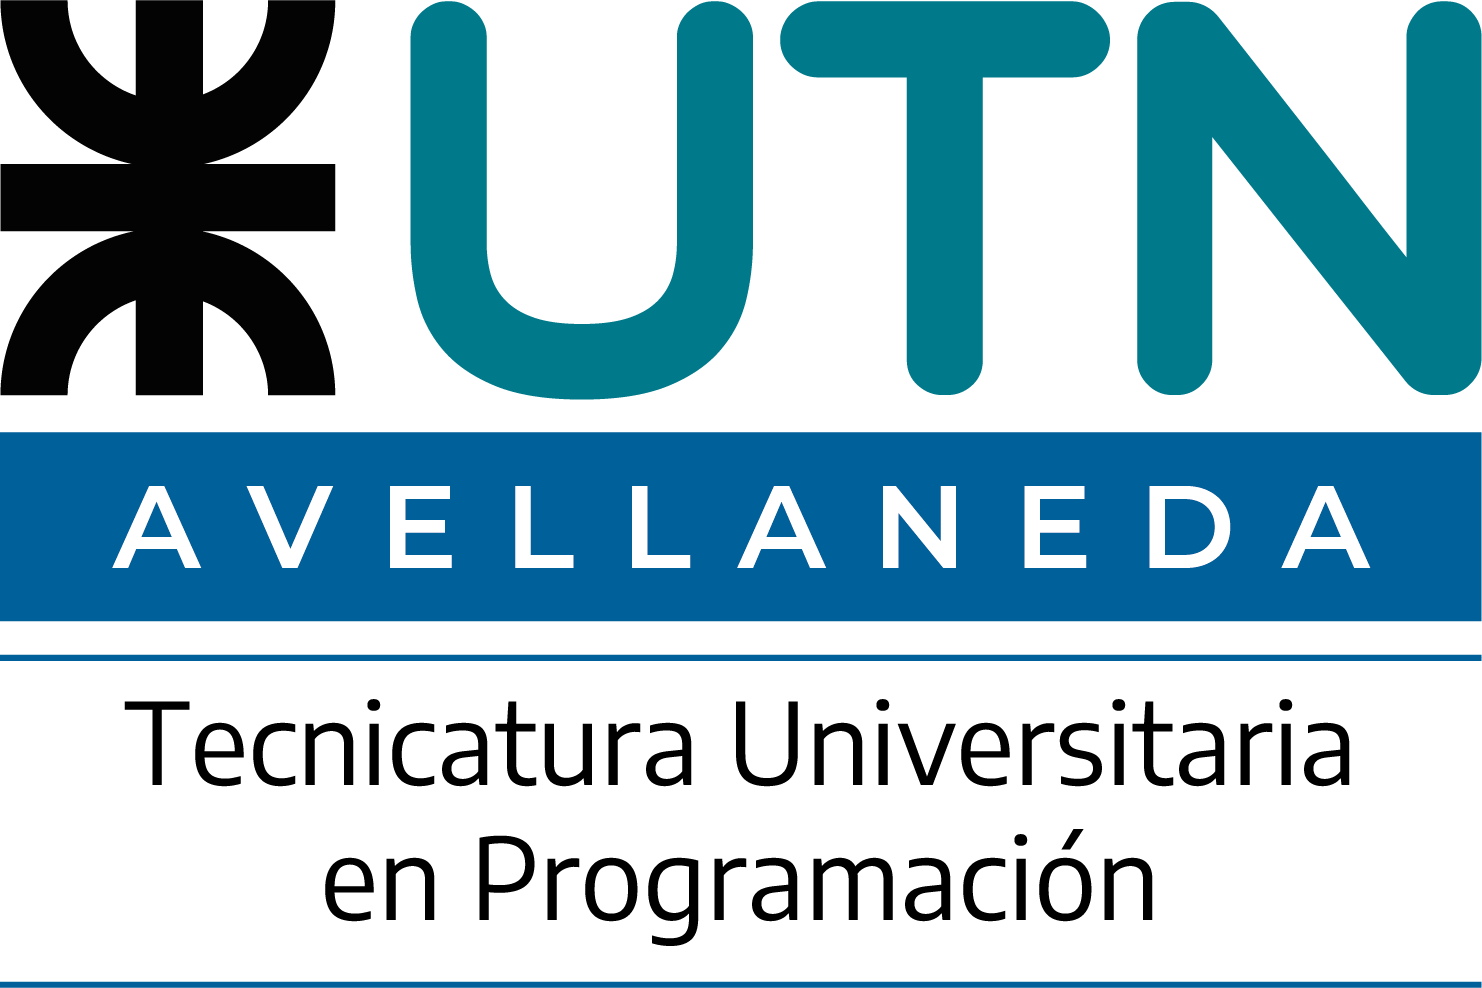 UTN
AVELLANEDA
Tecnicatura Universitaria
en Programación